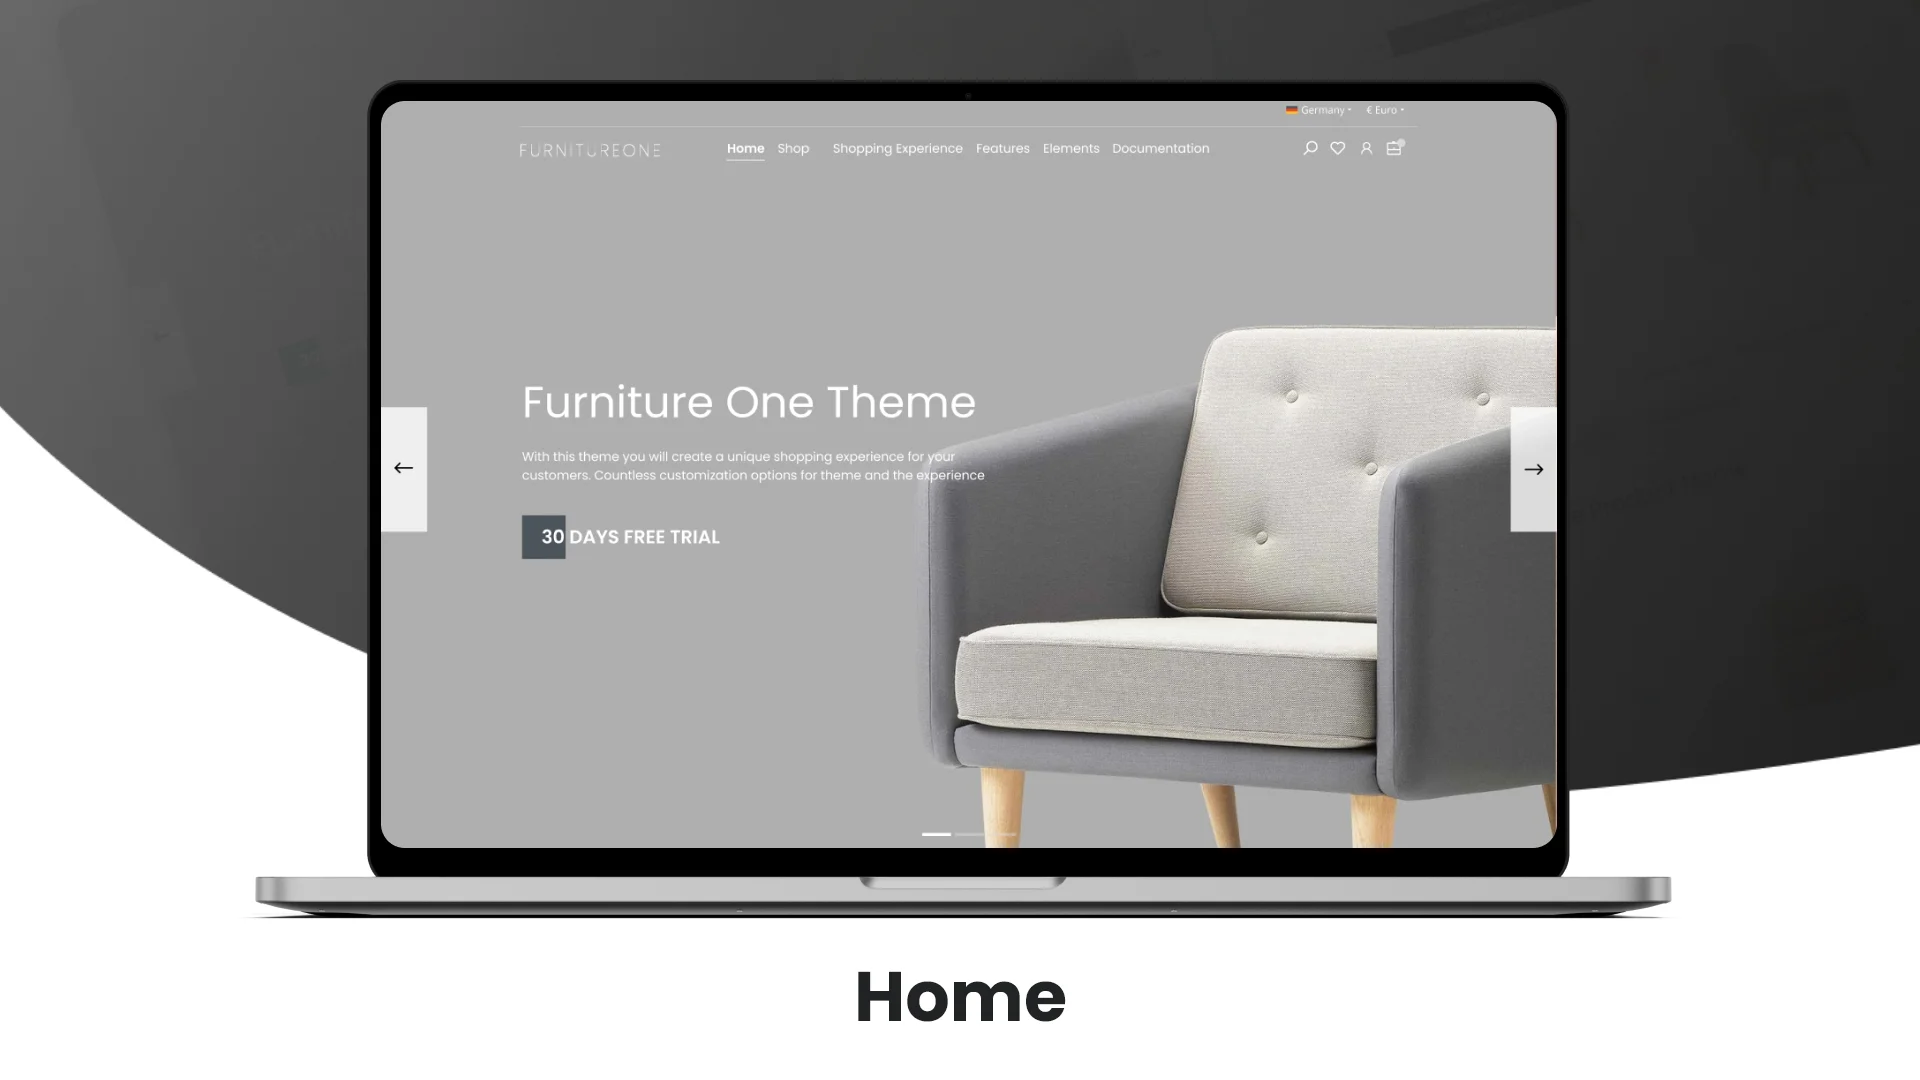 Germany
€ Euro
FURNITUREONE
Home Shop Shopping Experience Features Elements Documentation
Furniture One Theme
With this theme you will create a unique shopping experience for your
customers. Countless customization options for theme and the experience
30 DAYS FREE TRIAL
Home